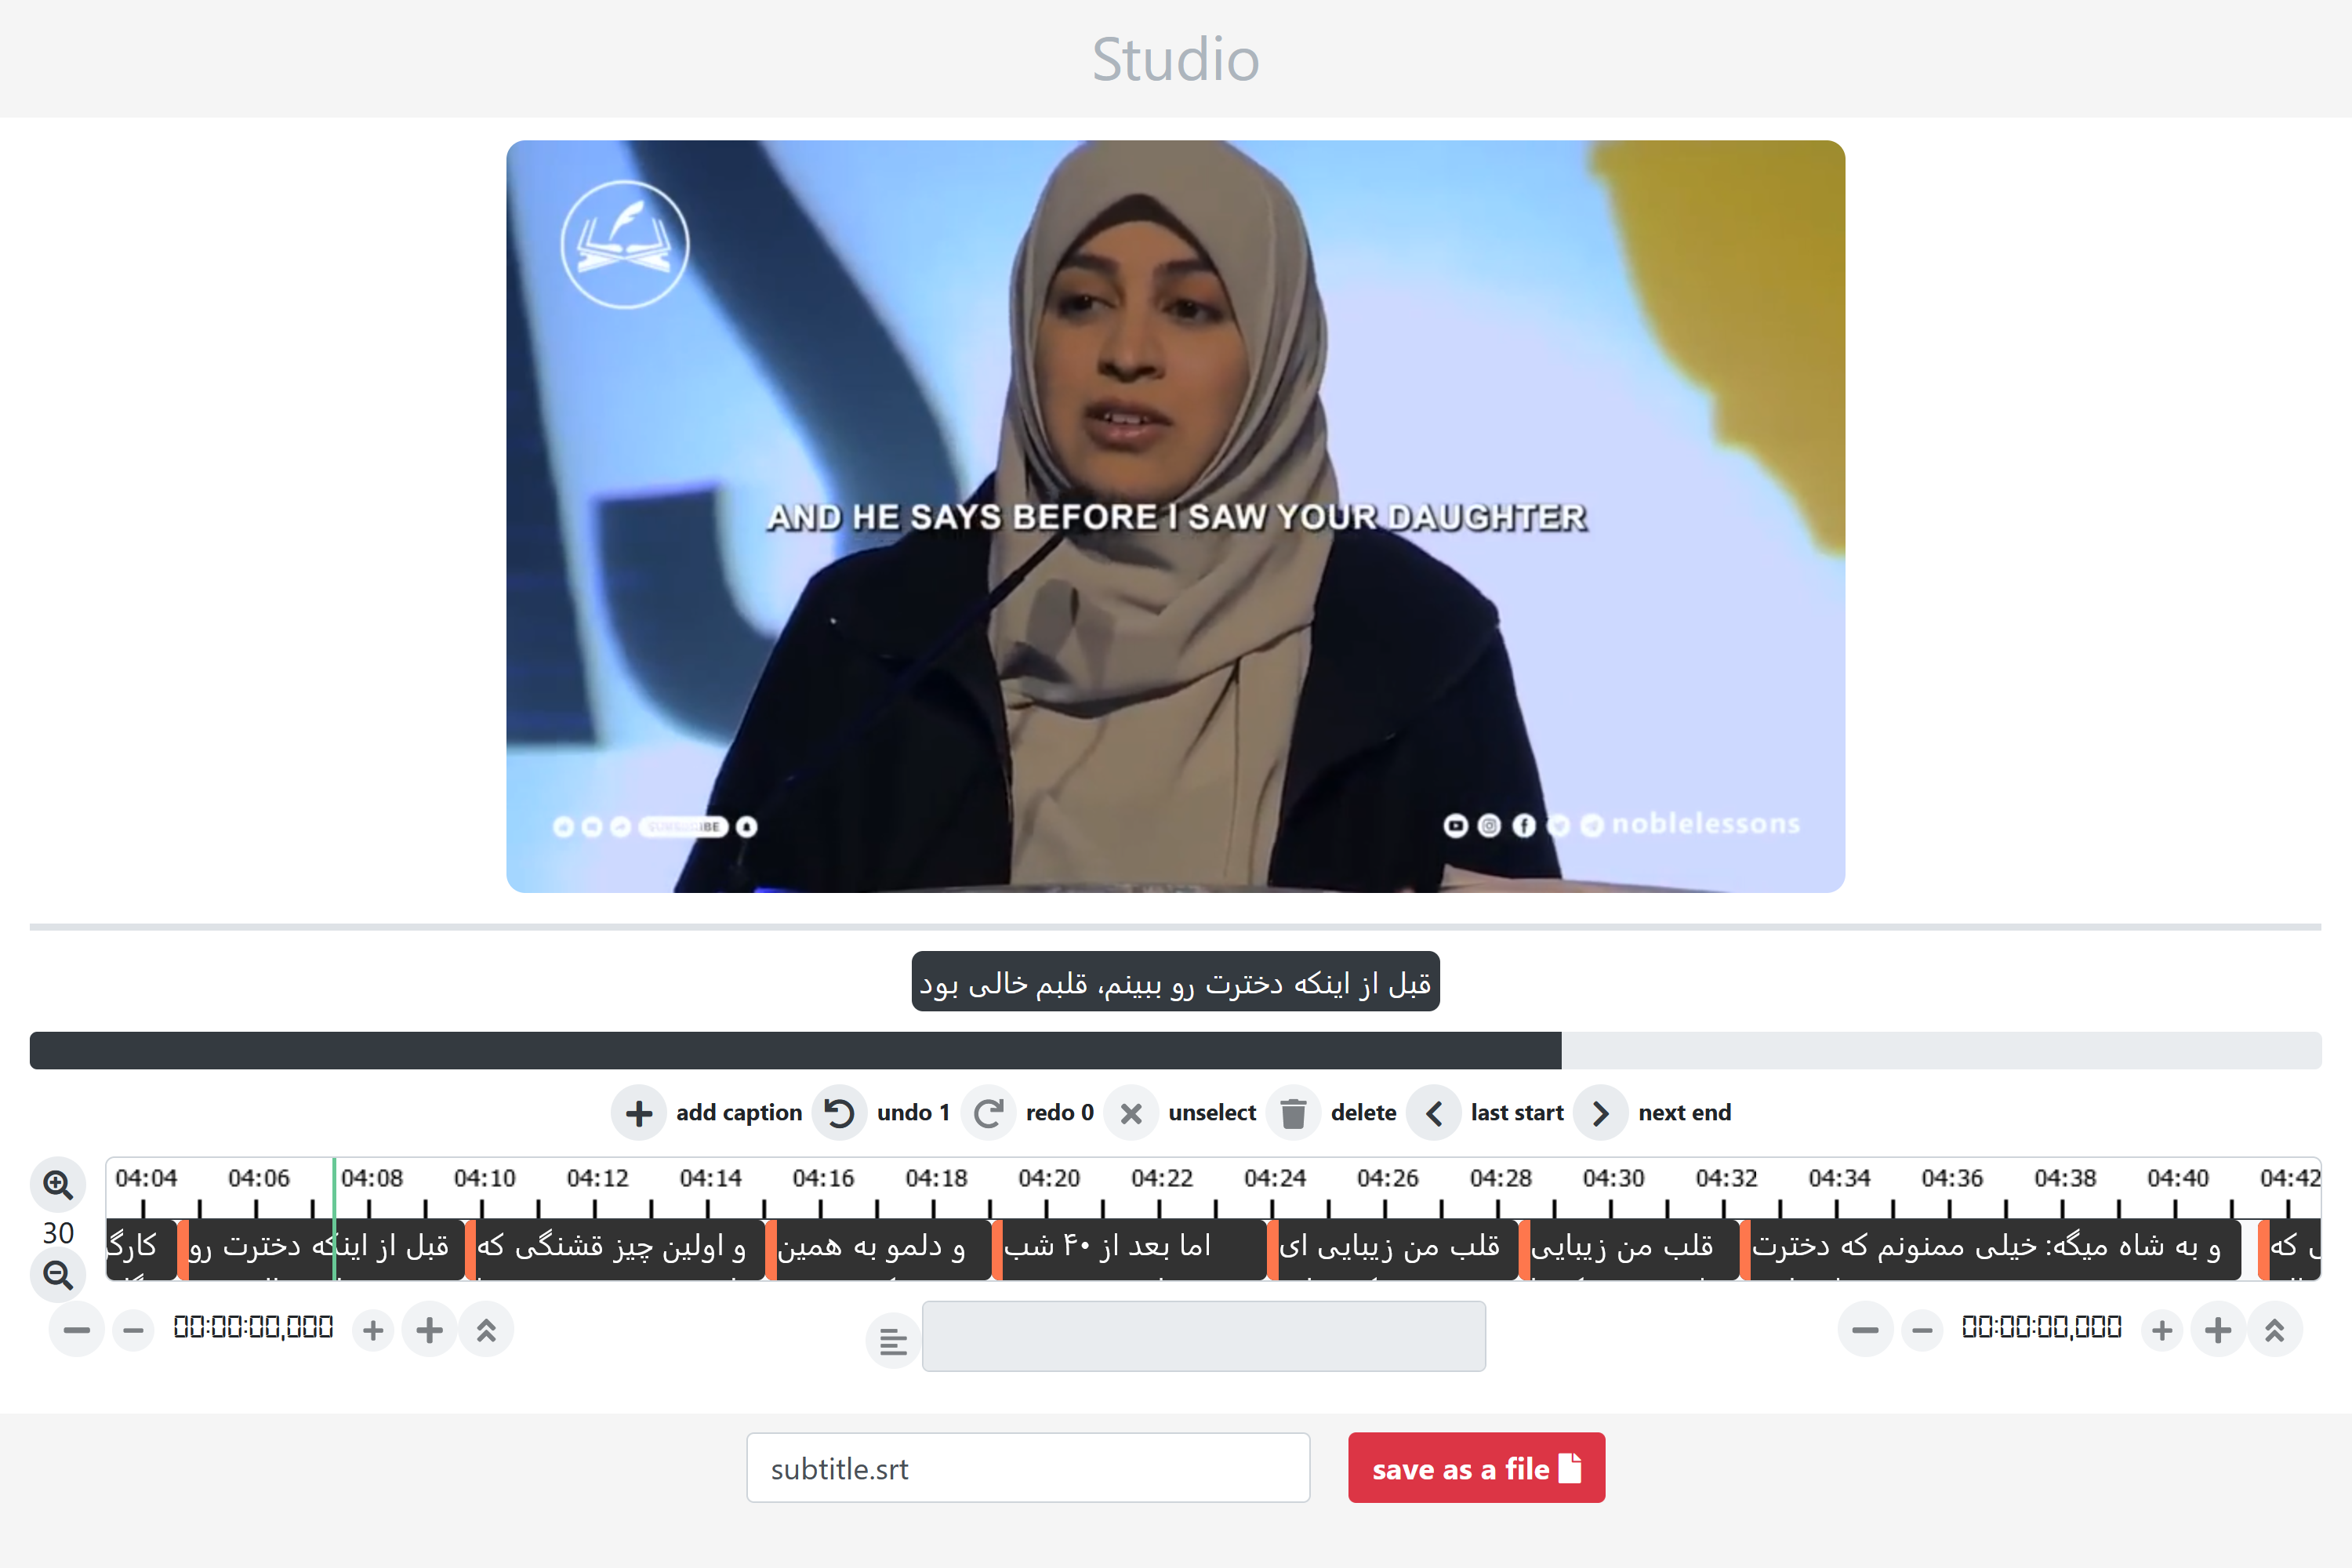 Studio
AND HE SAYS BEFORE I SAW YOUR DAUGHTER
SUBSCRIBE
noblelessons
قبل از اینکه دخترت رو ببینم، قلبم خالی بود
add caption undo 1 redo 0 unselect delete last start next end
04:04 04:06 04:08 04:10 04:12 04:14 04:16 04:18 04:20 04:22 04:24 04:26 04:28 04:30 04:32 04:34 04:36 04:38 04:40 04:42
30
قبل از اینکه دخترت رو
و اولین چیز قشنگی که
و دلمو به همین
اما بعد از ۴۰ شب
قلب من زیبایی ای
قلب من زیبایی
و به شاه میگه: خیلی ممنونم که دخترت
که
00:00:00,000 00:00:00,000
subtitle.srt
save as a file